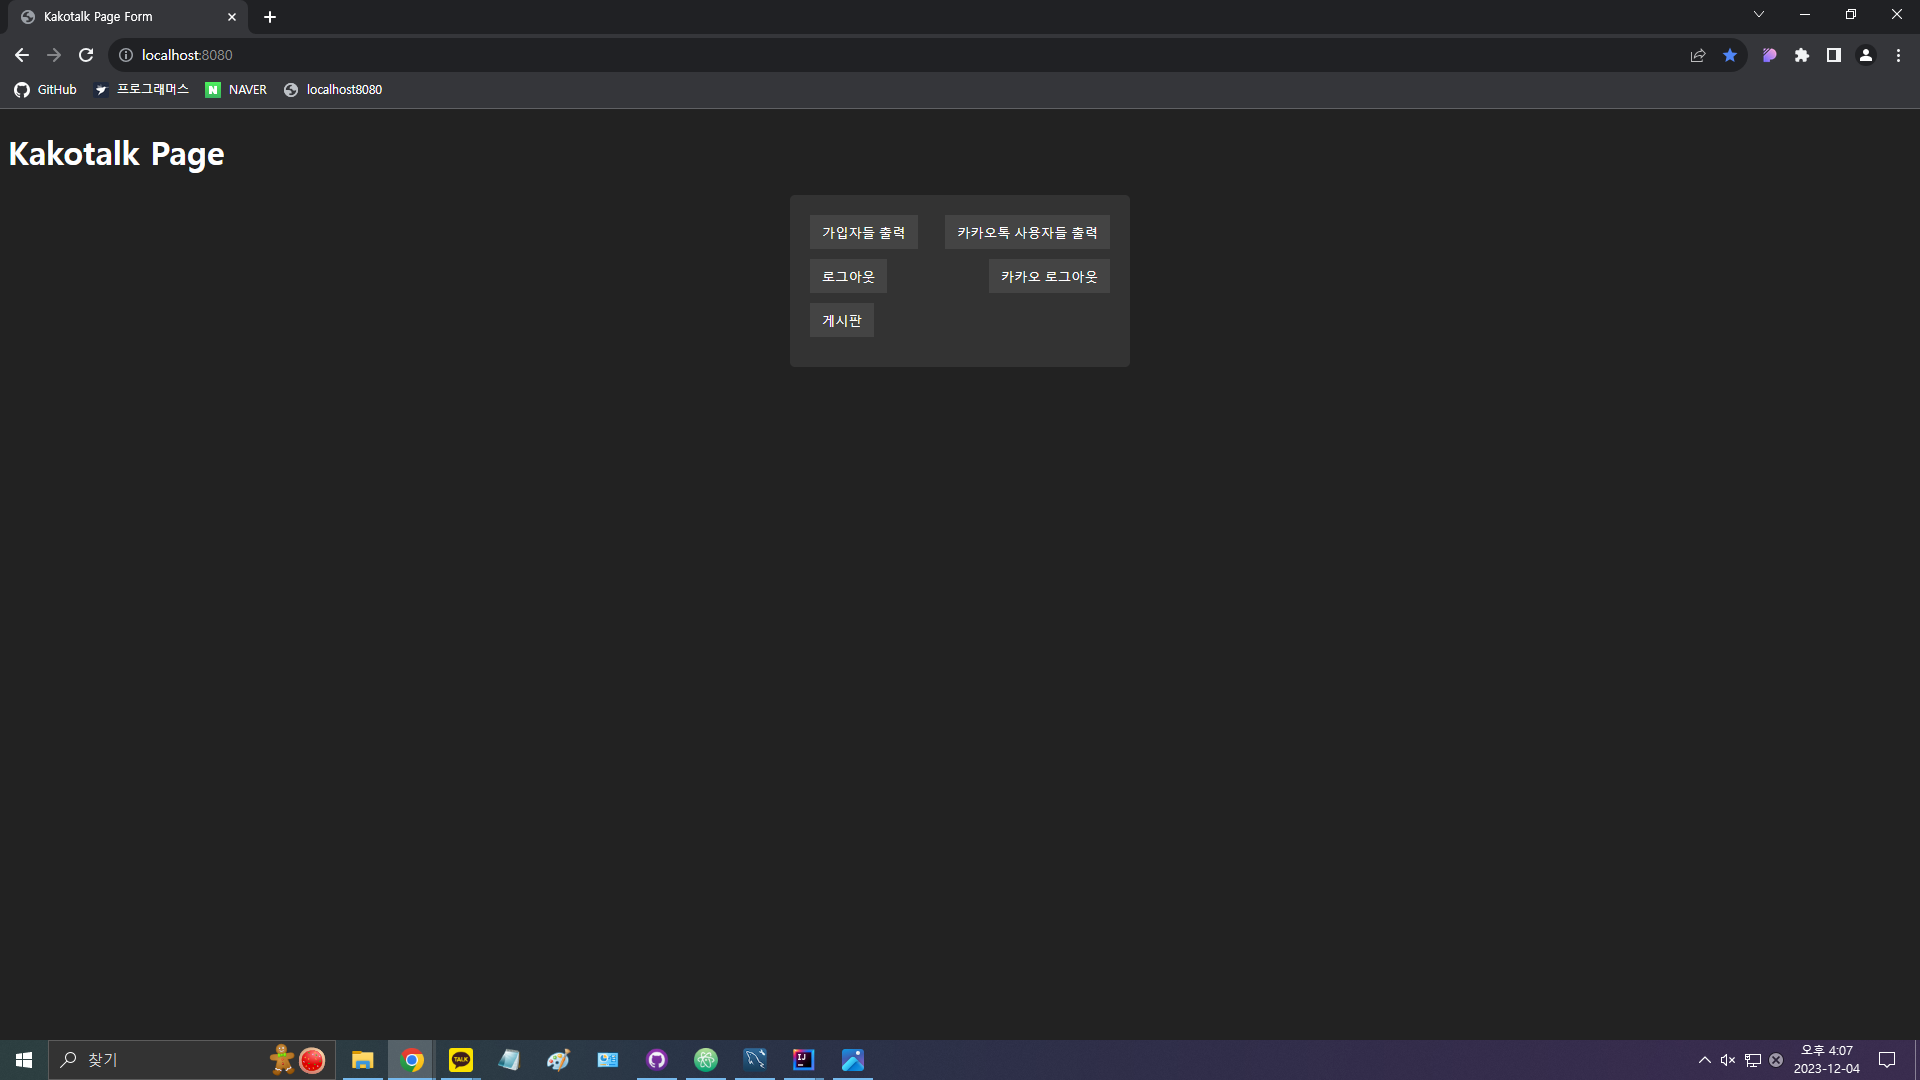 Kakotalk Page Form
localhost:8080
GitHub 프로그래머스 NAVER localhost8080
Kakotalk Page
가입자들 출력 카카오톡 사용자들 출력
로그아웃 카카오 로그아웃
게시판
찾기
TALK
IJ
오후 4:07
2023-12-04